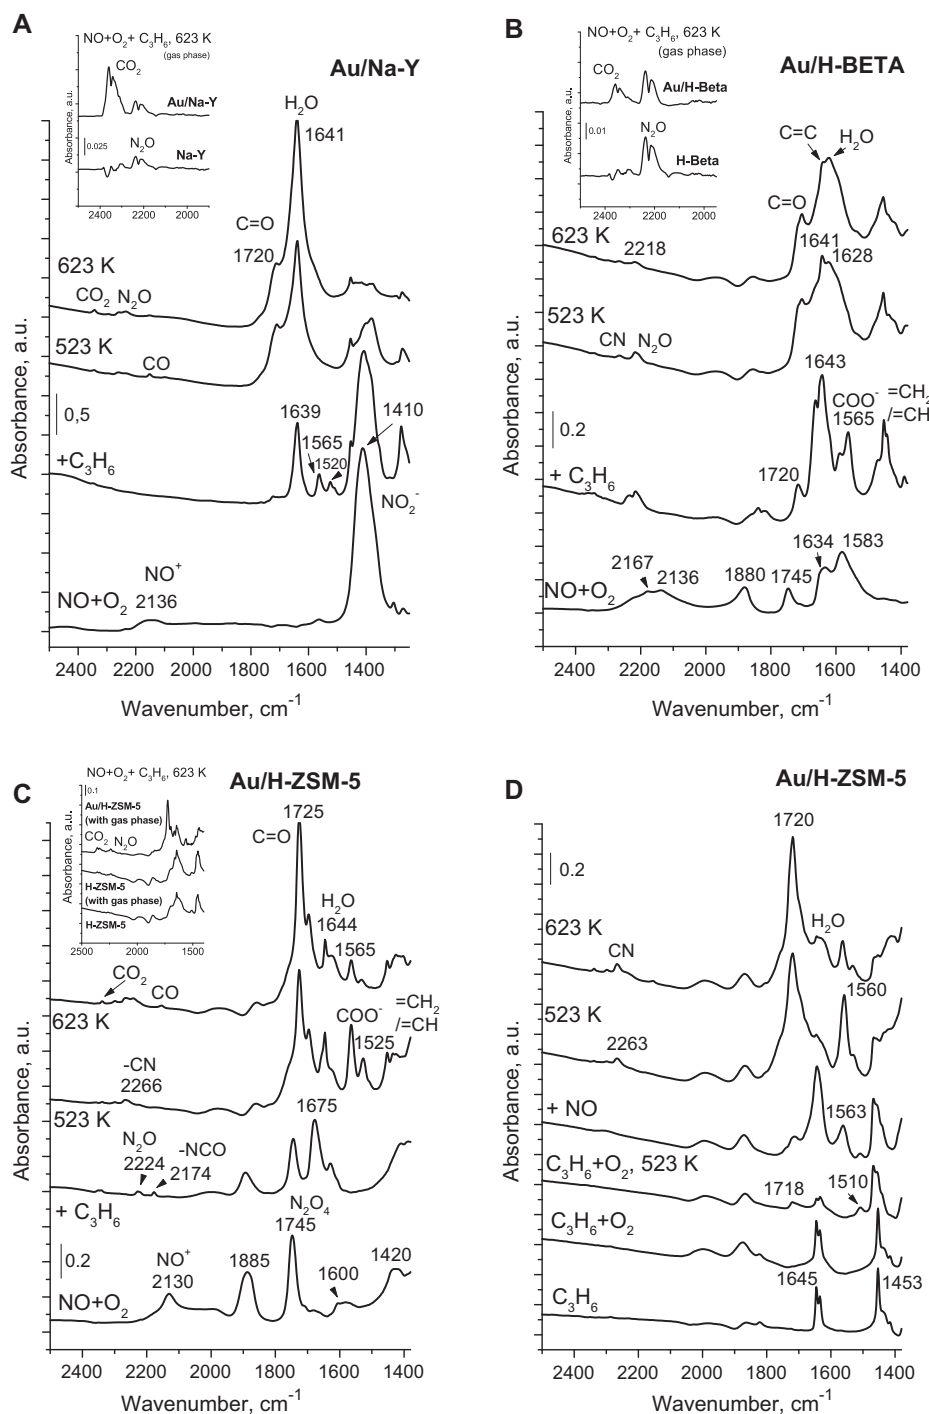 A
NO+O2+ C3H6, 623 K
(gas phase)
CO2
Au/Na-Y
0.025
N2O
Na-Y
Absorbance, a.u.
2400 2200 2000
Au/Na-Y
H2O
1641
C=O
1720
623 K
CO2 N2O
523 K
CO
0,5
1639
1410
1565
1520
+C3H6
NO2-
NO+
NO+O2 2136
Absorbance, a.u.
2400 2200 2000 1800 1600 1400
Wavenumber, cm-1
B
NO+O2+ C3H6, 623 K
(gas phase)
CO2
Au/H-Beta
0.01
N2O
H-Beta
Absorbance, a.u.
2400 2200 2000
Au/H-BETA
C=C
H2O
C=O
623 K
2218
1641
1628
523 K
CN N2O
1643
0.2
COO- =CH2
1565 /=CH
1720
+ C3H6
1634 1583
2167
2136
1880 1745
NO+O2
Absorbance, a.u.
2400 2200 2000 1800 1600 1400
Wavenumber, cm-1
C
NO+O2+ C3H6, 623 K
0.1
Au/H-ZSM-5
(with gas phase)
CO2 N2O
H-ZSM-5
(with gas phase)
H-ZSM-5
Absorbance, a.u.
2500 2000 1500
Au/H-ZSM-5
1725
C=O
H2O
1644
1565
CO2
CO
623 K
=CH2
/=CH
COO-
1525
-CN
2266
523 K
1675
N2O
2224
-NCO
2174
+ C3H6
N2O4
1745
0.2
NO+
2130
1885
1600
1420
NO+O2
Absorbance, a.u.
2400 2200 2000 1800 1600 1400
Wavenumber, cm-1
D
Au/H-ZSM-5
1720
0.2
H2O
623 K
CN
1560
523 K
2263
+ NO
1563
C3H6+O2, 523 K
1718
1510
C3H6+O2
1645
1453
C3H6
Absorbance, a.u.
2400 2200 2000 1800 1600 1400
Wavenumber, cm-1